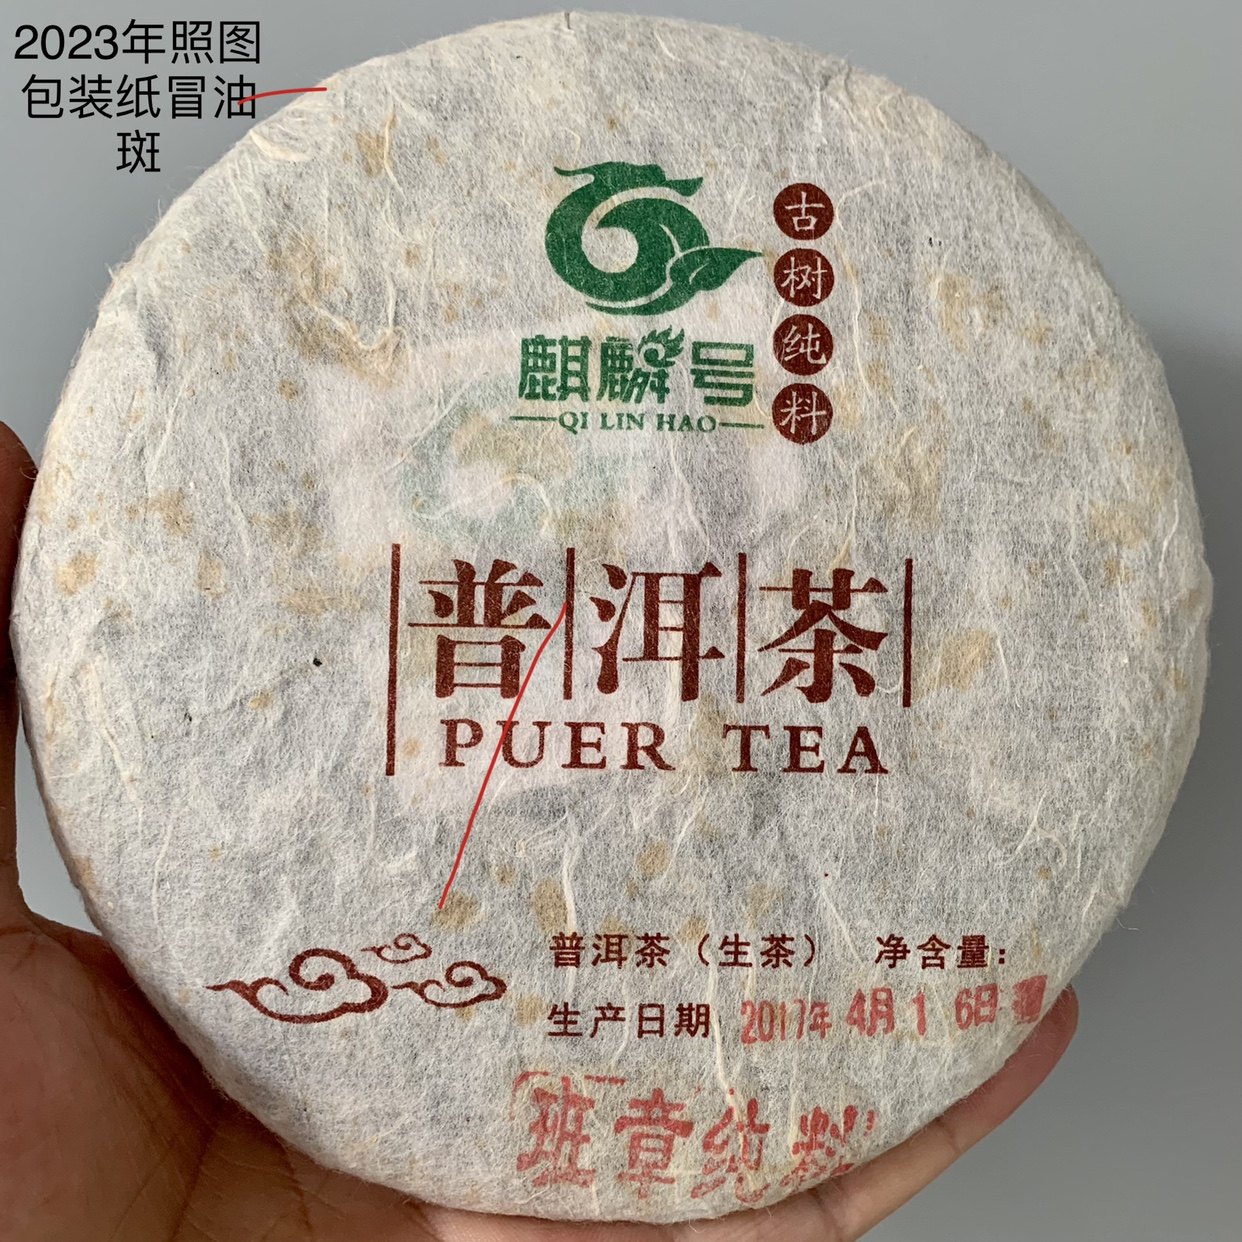 2023年照图
包装纸冒油
斑
古树纯料
麒麟号
QI LIN HAO
普洱茶
PUER TEA
普洱茶（生茶） 净含量:
生产日期 2017年 4月 1 6日
班章纯料